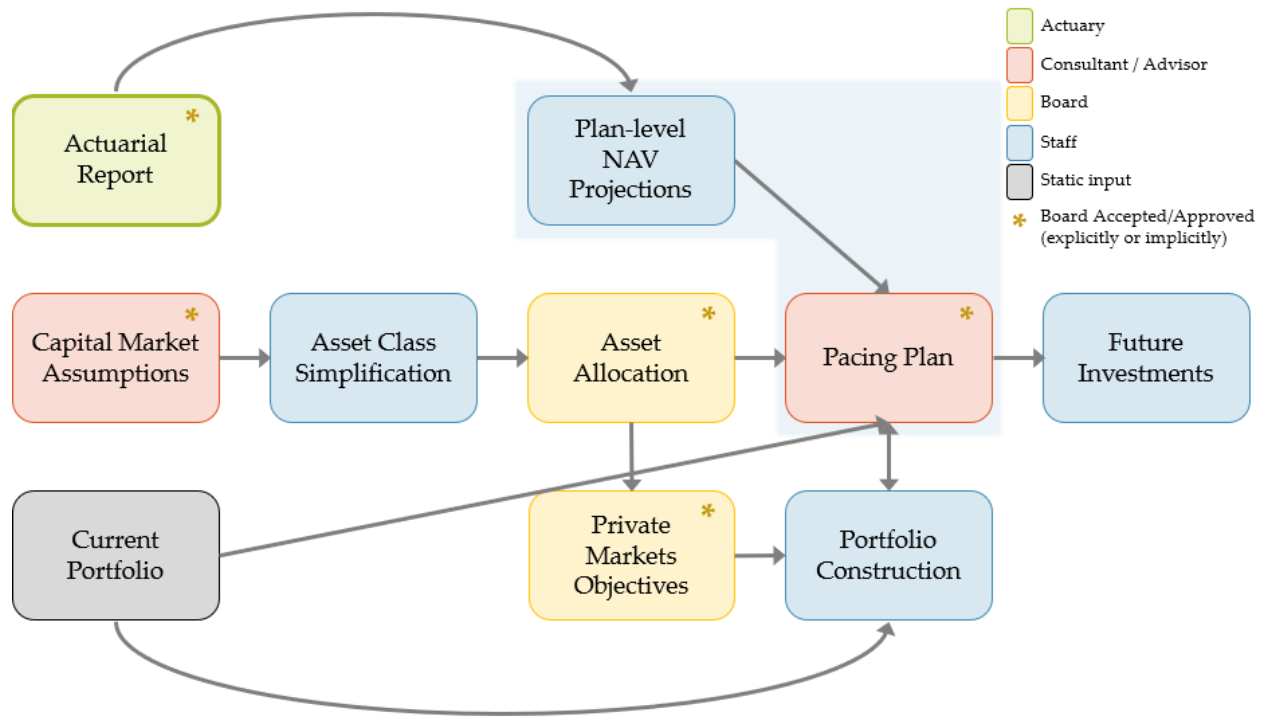 Actuary
Consultant / Advisor
Board
Staff
Static input
* Board Accepted/Approved
(explicitly or implicitly)
*
Actuarial
Report
Plan-level
NAV
Projections
*
Capital Market
Assumptions
Asset Class
Simplification
*
Asset
Allocation
*
Pacing Plan
Future
Investments
Current
Portfolio
*
Private
Markets
Objectives
Portfolio
Construction